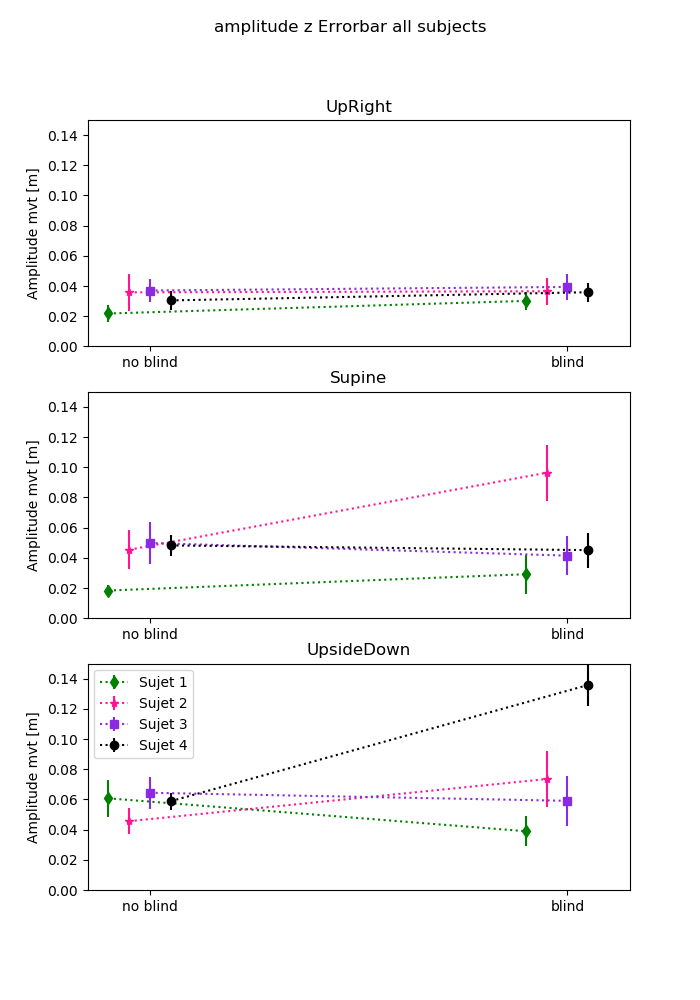 amplitude z Errorbar all subjects
UpRight
0.14
0.12
0.10
0.08
0.06
0.04
0.02
0.00
Amplitude mvt [m]
no blind
blind
Supine
0.14
0.12
0.10
0.08
0.06
0.04
0.02
0.00
Amplitude mvt [m]
no blind
blind
UpsideDown
0.14
0.12
0.10
0.08
0.06
0.04
0.02
0.00
Amplitude mvt [m]
Sujet 1
Sujet 2
Sujet 3
Sujet 4
no blind
blind